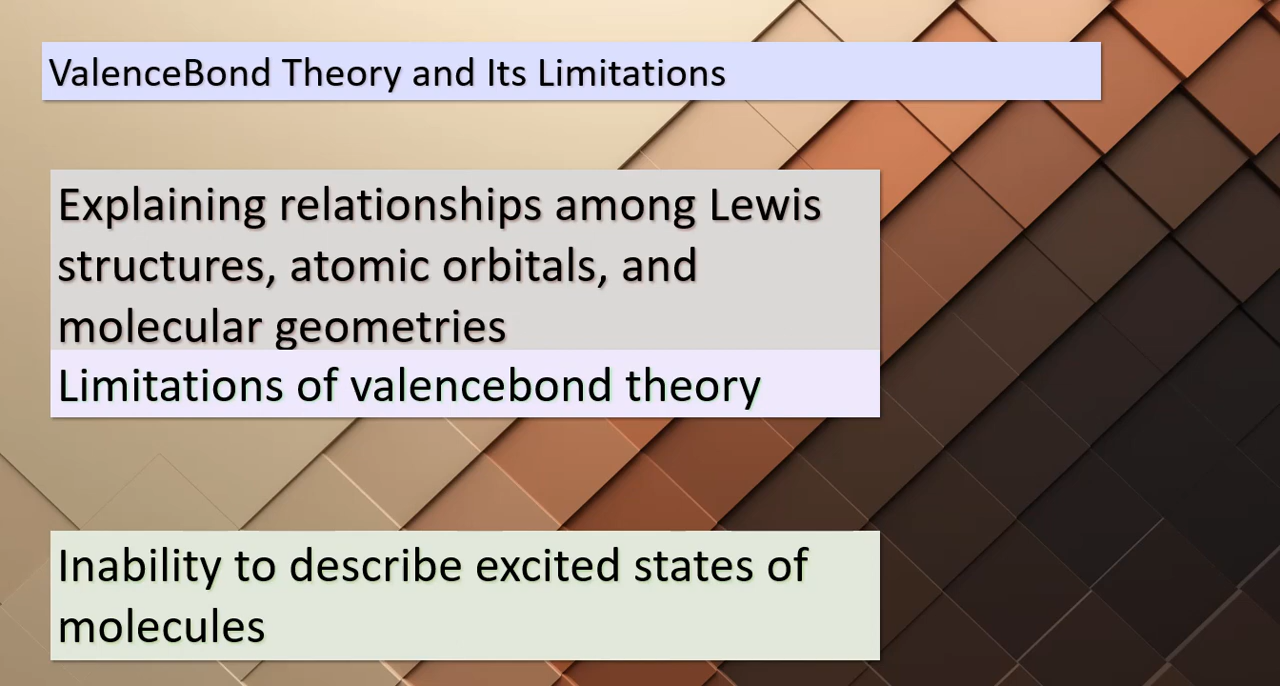 ValenceBond Theory and Its Limitations
Explaining relationships among Lewis
structures, atomic orbitals, and
molecular geometries
Limitations of valencebond theory
Inability to describe excited states of
molecules